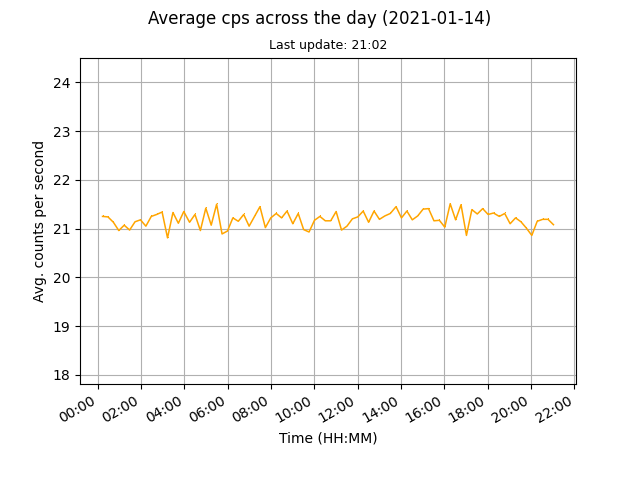 Average cps across the day (2021-01-14)
Last update: 21:02
24
23
22
21
20
19
18
Avg. counts per second
00:00 02:00 04:00 06:00 08:00 10:00 12:00 14:00 16:00 18:00 20:00 22:00
Time (HH:MM)